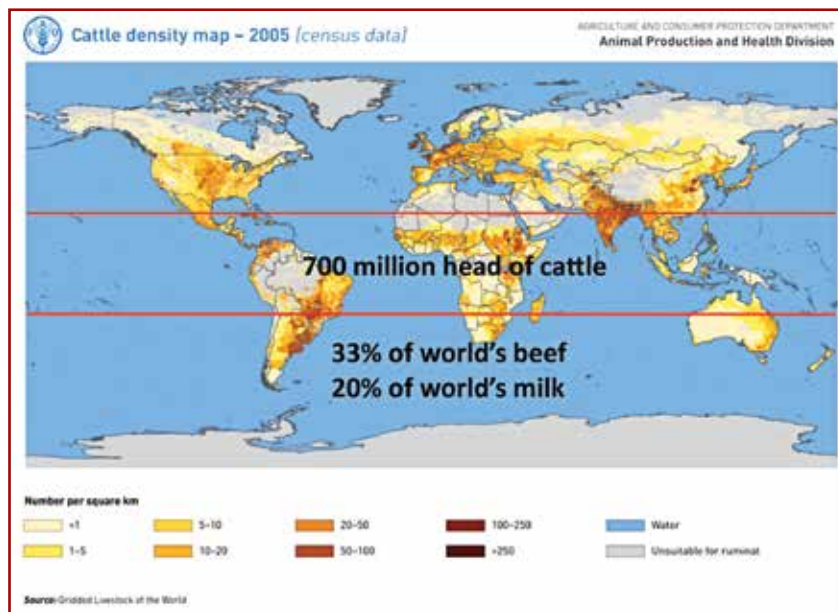 Cattle density map – 2005 [census data]
AGRICULTURE AND CONSUMER PROTECTION DEPARTMENT
Animal Production and Health Division
700 million head of cattle
33% of world's beef
20% of world's milk
Number per square km
<1 5–10 20–50 100–250 Water
1–5 10–20 50–100 >250 Unsuitable for ruminat
Source: Gridded Livestock of the World